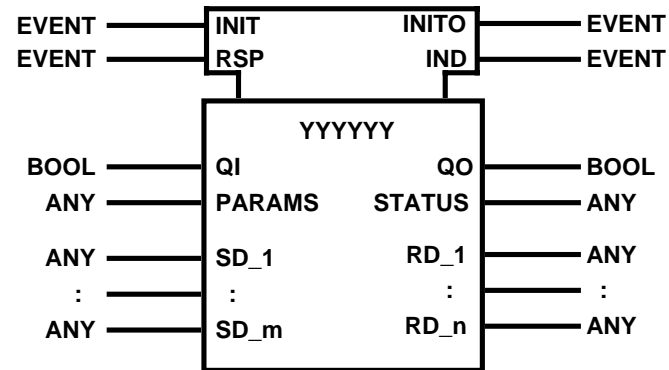 EVENT INIT INITO EVENT
EVENT RSP IND EVENT
YYYYYY
BOOL QI QO BOOL
ANY PARAMS STATUS ANY
ANY SD_1 RD_1 ANY
: : : :
ANY SD_m RD_n ANY